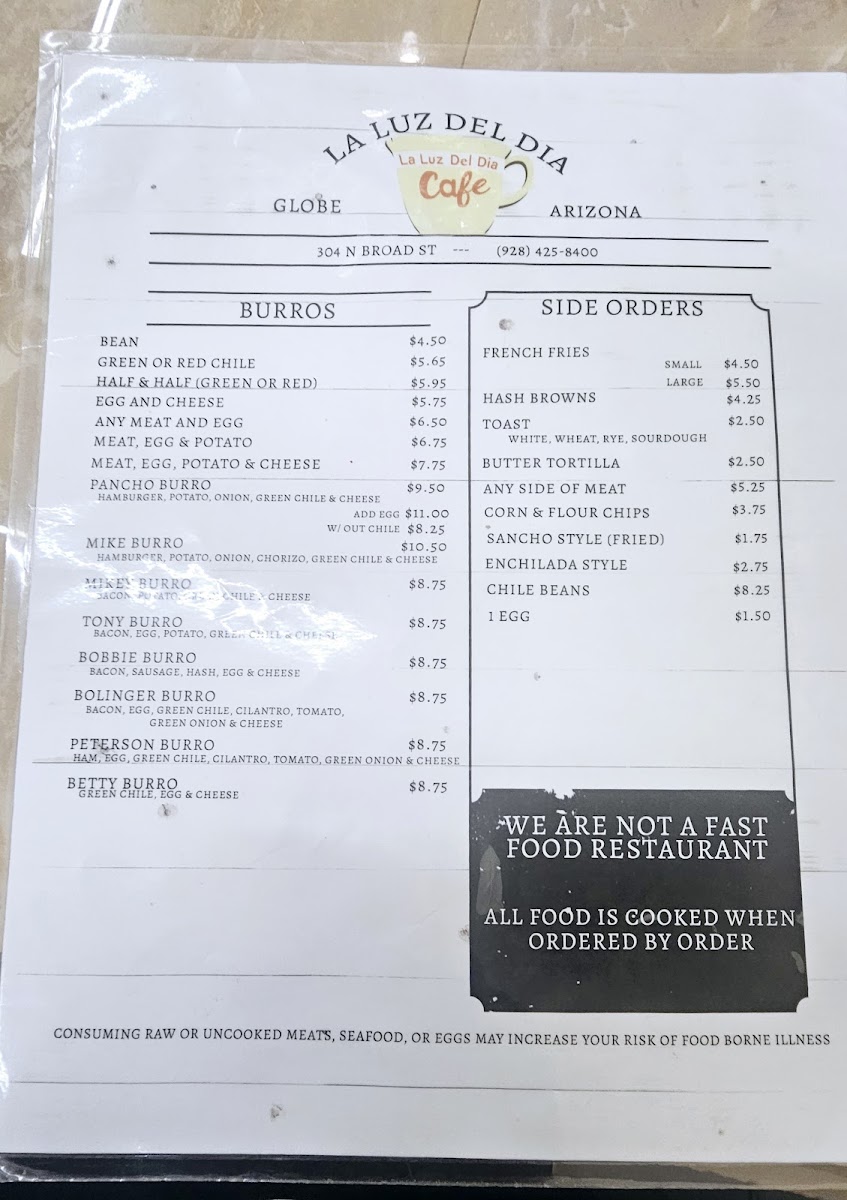 LA LUZ DEL DIA
La Luz Del Dia
Cafe
GLOBE ARIZONA
304 N BROAD ST --- (928) 425-8400
BURROS
BEAN $4.50
GREEN OR RED CHILE $5.65
HALF & HALF (GREEN OR RED) $5.95
EGG AND CHEESE $5.75
ANY MEAT AND EGG $6.50
MEAT, EGG & POTATO $6.75
MEAT, EGG, POTATO & CHEESE $7.75
PANCHO BURRO $9.50
HAMBURGER, POTATO, ONION, GREEN CHILE & CHEESE
ADD EGG $11.00
W/ OUT CHILE $8.25
MIKE BURRO $10.50
HAMBURGER, POTATO, ONION, CHORIZO, GREEN CHILE & CHEESE
MIKEY BURRO $8.75
BACON, POTATO, CHILE & CHEESE
TONY BURRO $8.75
BACON, EGG, POTATO, GREEN CHILE & CHEESE
BOBBIE BURRO $8.75
BACON, SAUSAGE, HASH, EGG & CHEESE
BOLINGER BURRO $8.75
BACON, EGG, GREEN CHILE, CILANTRO, TOMATO,
GREEN ONION & CHEESE
PETERSON BURRO $8.75
HAM, EGG, GREEN CHILE, CILANTRO, TOMATO, GREEN ONION & CHEESE
BETTY BURRO $8.75
GREEN CHILE, EGG & CHEESE
SIDE ORDERS
FRENCH FRIES
SMALL $4.50
LARGE $5.50
HASH BROWNS $4.25
TOAST $2.50
WHITE, WHEAT, RYE, SOURDOUGH
BUTTER TORTILLA $2.50
ANY SIDE OF MEAT $5.25
CORN & FLOUR CHIPS $3.75
SANCHO STYLE (FRIED) $1.75
ENCHILADA STYLE $2.75
CHILE BEANS $8.25
1 EGG $1.50
WE ARE NOT A FAST
FOOD RESTAURANT
ALL FOOD IS COOKED WHEN
ORDERED BY ORDER
CONSUMING RAW OR UNCOOKED MEATS, SEAFOOD, OR EGGS MAY INCREASE YOUR RISK OF FOOD BORNE ILLNESS